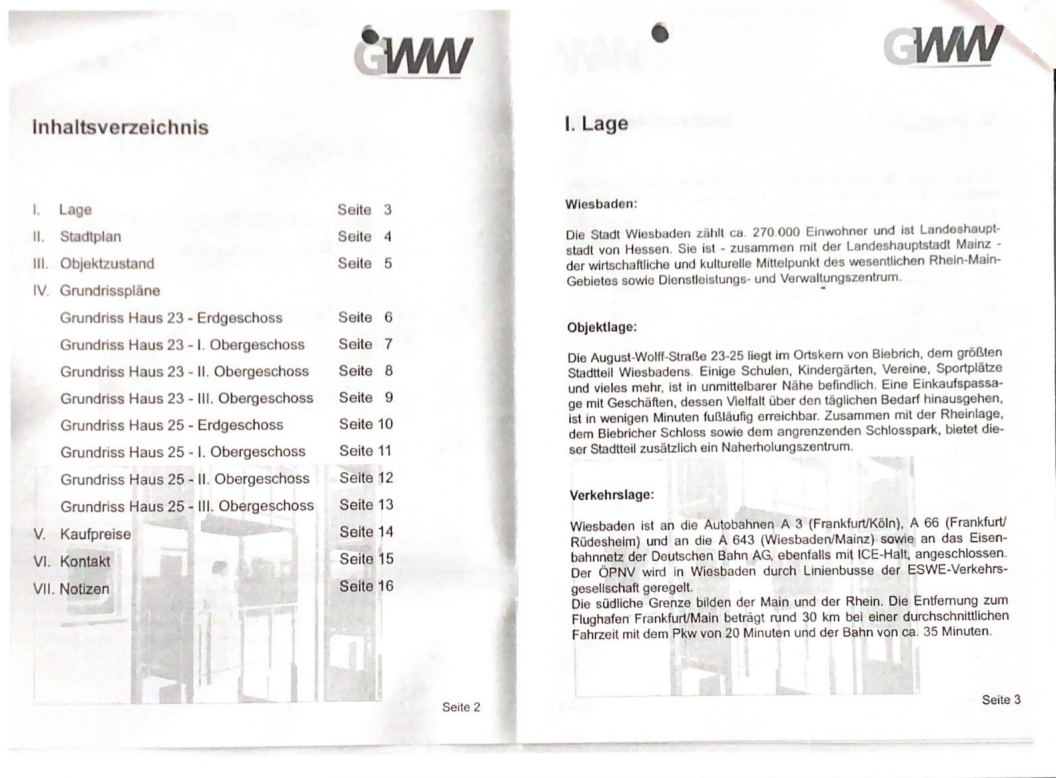 GWW
Inhaltsverzeichnis
I. Lage Seite 3
II. Stadtplan Seite 4
III. Objektzustand Seite 5
IV. Grundrisspläne
Grundriss Haus 23 - Erdgeschoss Seite 6
Grundriss Haus 23 - I. Obergeschoss Seite 7
Grundriss Haus 23 - II. Obergeschoss Seite 8
Grundriss Haus 23 - III. Obergeschoss Seite 9
Grundriss Haus 25 - Erdgeschoss Seite 10
Grundriss Haus 25 - I. Obergeschoss Seite 11
Grundriss Haus 25 - II. Obergeschoss Seite 12
Grundriss Haus 25 - III. Obergeschoss Seite 13
V. Kaufpreise Seite 14
VI. Kontakt Seite 15
VII. Notizen Seite 16
Seite 2
GWW
I. Lage
Wiesbaden:
Die Stadt Wiesbaden zählt ca. 270.000 Einwohner und ist Landeshaupt-
stadt von Hessen. Sie ist - zusammen mit der Landeshauptstadt Mainz -
der wirtschaftliche und kulturelle Mittelpunkt des wesentlichen Rhein-Main-
Gebietes sowie Dienstleistungs- und Verwaltungszentrum.
Objektlage:
Die August-Wolff-Straße 23-25 liegt im Ortskern von Biebrich, dem größten
Stadtteil Wiesbadens. Einige Schulen, Kindergärten, Vereine, Sportplätze
und vieles mehr, ist in unmittelbarer Nähe befindlich. Eine Einkaufspassa-
ge mit Geschäften, dessen Vielfalt über den täglichen Bedarf hinausgehen,
ist in wenigen Minuten fußläufig erreichbar. Zusammen mit der Rheinlage,
dem Biebricher Schloss sowie dem angrenzenden Schlosspark, bietet die-
ser Stadtteil zusätzlich ein Naherholungszentrum.
Verkehrslage:
Wiesbaden ist an die Autobahnen A 3 (Frankfurt/Köln), A 66 (Frankfurt/
Rüdesheim) und an die A 643 (Wiesbaden/Mainz) sowie an das Eisen-
bahnnetz der Deutschen Bahn AG, ebenfalls mit ICE-Halt, angeschlossen.
Der ÖPNV wird in Wiesbaden durch Linienbusse der ESWE-Verkehrs-
gesellschaft geregelt.
Die südliche Grenze bilden der Main und der Rhein. Die Entfernung zum
Flughafen Frankfurt/Main beträgt rund 30 km bei einer durchschnittlichen
Fahrzeit mit dem Pkw von 20 Minuten und der Bahn von ca. 35 Minuten.
Seite 3